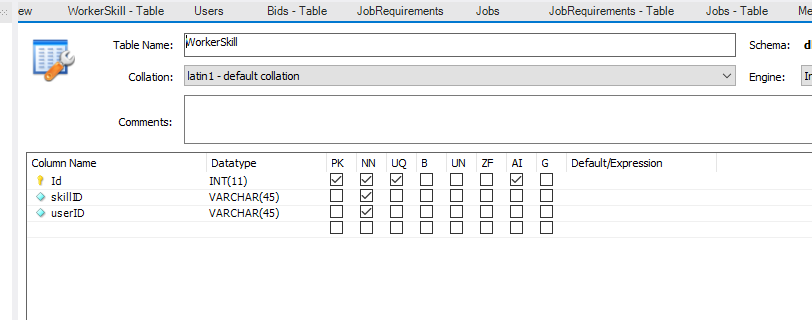 ew WorkerSkill - Table Users Bids - Table JobRequirements Jobs JobRequirements - Table Jobs - Table Me
Table Name: WorkerSkill Schema: d
Collation: latin1 - default collation Engine: In
Comments:
Column Name Datatype PK NN UQ B UN ZF AI G Default/Expression
Id INT(11)
skillID VARCHAR(45)
userID VARCHAR(45)